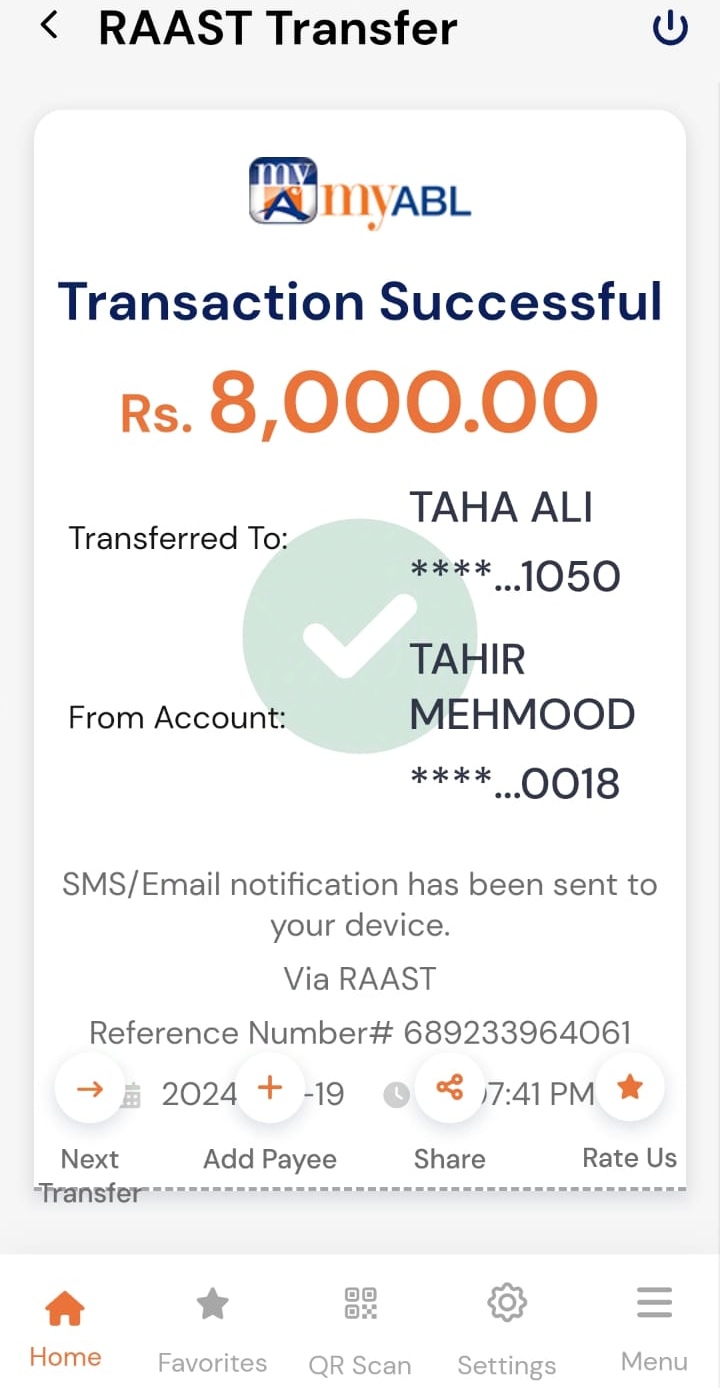 RAAST Transfer
my
myABL
Transaction Successful
Rs. 8,000.00
Transferred To:
TAHA ALI
****...1050
From Account:
TAHIR
MEHMOOD
****...0018
SMS/Email notification has been sent to
your device.
Via RAAST
Reference Number# 689233964061
2024 -19 7:41 PM
Next
Transfer
Add Payee
Share
Rate Us
Home
Favorites
QR Scan
Settings
Menu